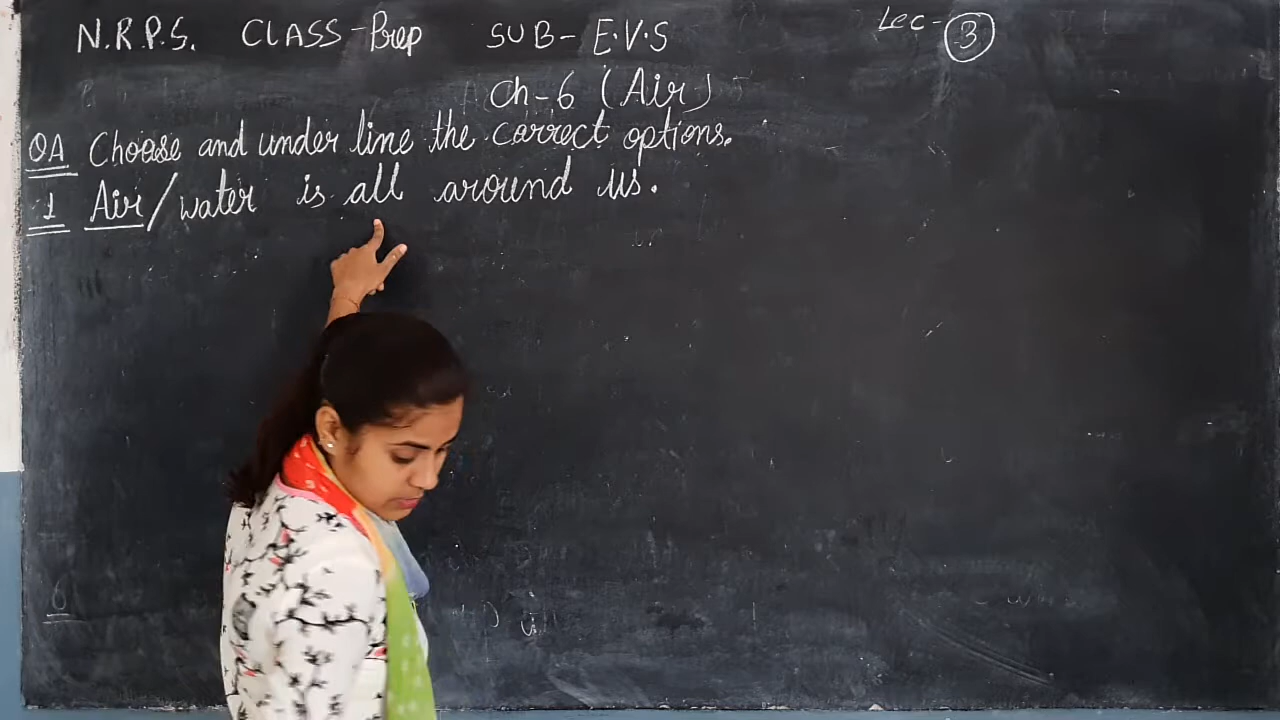 N.R.P.S. CLASS-Prep SUB- E.V.S Lec- 3
Ch-6 (Air)
QA Choose and under line the correct options.
1 Air/water is all around us.
6